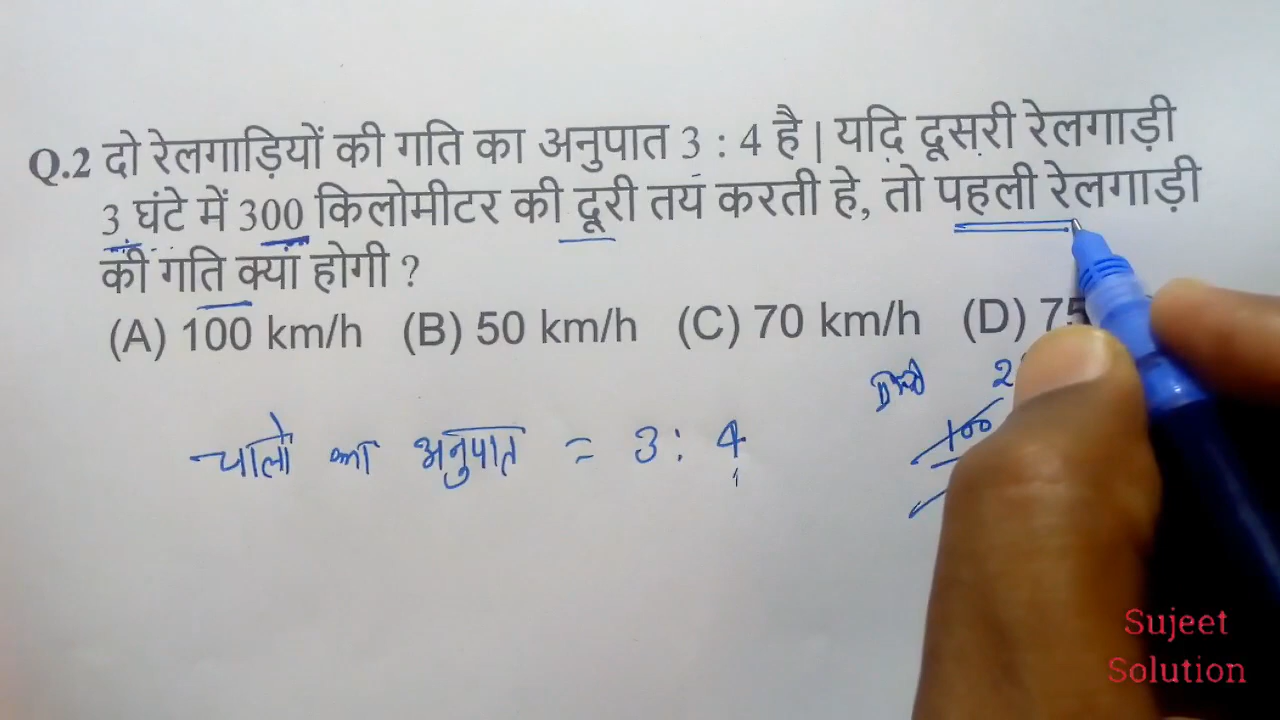 Q.2 दो रेलगाड़ियों की गति का अनुपात 3 : 4 है | यदि दूसरी रेलगाड़ी
3 घंटे में 300 किलोमीटर की दूरी तय करती हे, तो पहली रेलगाड़ी
की गति क्या होगी ?
(A) 100 km/h (B) 50 km/h (C) 70 km/h (D) 75
चालो का अनुपात = 3 : 4
2
100
Sujeet
Solution